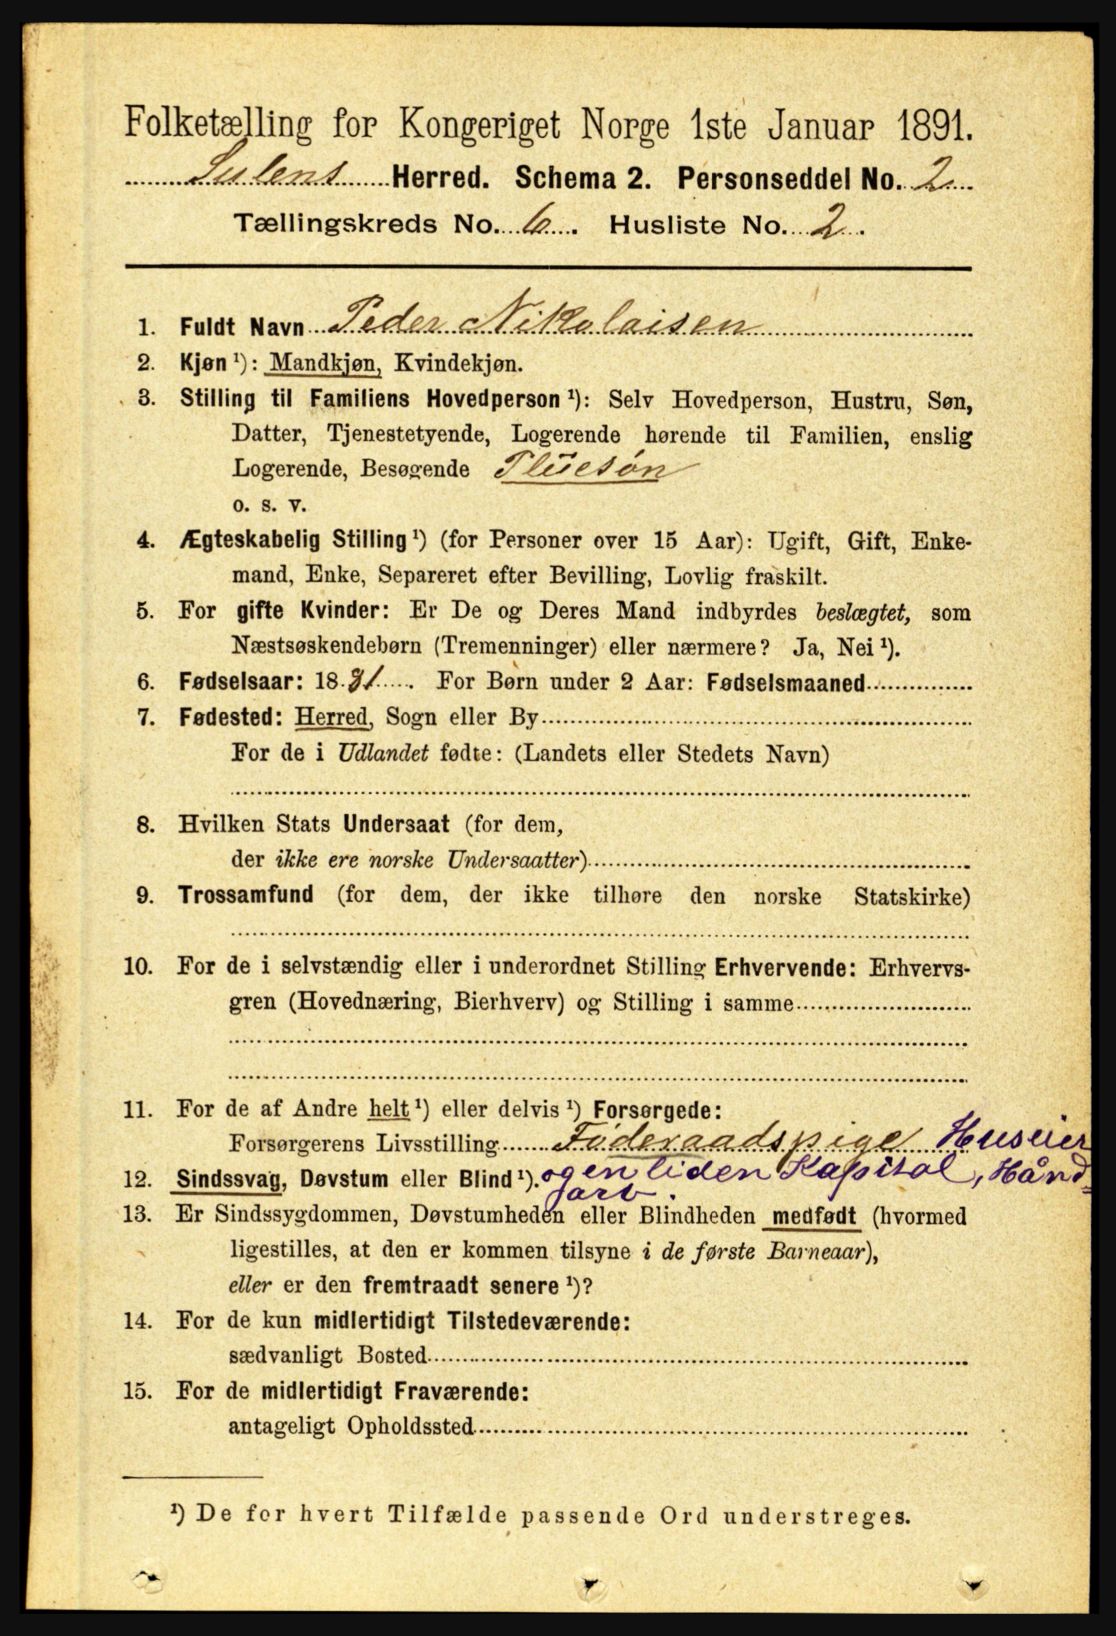 Folketælling for Kongeriget Norge 1ste Januar 1891.
Sulens Herred. Schema 2. Personseddel No. 2
Tællingskreds No. 6. Husliste No. 2.
1. Fuldt Navn Peder Nikolaisen
2. Kjøn ¹): Mandkjøn, Kvindekjøn.
3. Stilling til Familiens Hovedperson ¹): Selv Hovedperson, Hustru, Søn,
Datter, Tjenestetyende, Logerende hørende til Familien, enslig
Logerende, Besøgende Pluesøn
o. s. v.
4. Ægteskabelig Stilling ¹) (for Personer over 15 Aar): Ugift, Gift, Enke-
mand, Enke, Separeret efter Bevilling, Lovlig fraskilt.
5. For gifte Kvinder: Er De og Deres Mand indbyrdes beslægtet, som
Næstsøskendebørn (Tremenninger) eller nærmere? Ja, Nei ¹).
6. Fødselsaar: 1881. For Børn under 2 Aar: Fødselsmaaned
7. Fødested: Herred, Sogn eller By
For de i Udlandet fødte: (Landets eller Stedets Navn)
8. Hvilken Stats Undersaat (for dem,
der ikke ere norske Undersaatter)
9. Trossamfund (for dem, der ikke tilhøre den norske Statskirke)
10. For de i selvstændig eller i underordnet Stilling Erhvervende: Erhvervs-
gren (Hovednæring, Bierhverv) og Stilling i samme
11. For de af Andre helt ¹) eller delvis ¹) Forsørgede:
Forsørgerens Livsstilling Føderaadspige Huseier
12. Sindssvag, Døvstum eller Blind ¹). og en liden Kapital, Hånd=
arb.
13. Er Sindssygdommen, Døvstumheden eller Blindheden medfødt (hvormed
ligestilles, at den er kommen tilsyne i de første Barneaar),
eller er den fremtraadt senere ¹)?
14. For de kun midlertidigt Tilstedeværende:
sædvanligt Bosted
15. For de midlertidigt Fraværende:
antageligt Opholdssted
¹) De for hvert Tilfælde passende Ord understreges.